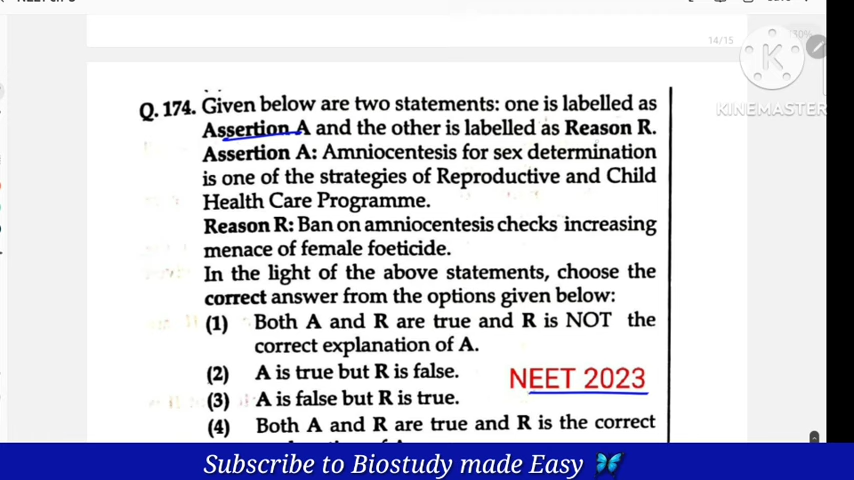 14/15
KINEMASTER
Q. 174. Given below are two statements: one is labelled as
Assertion A and the other is labelled as Reason R.
Assertion A: Amniocentesis for sex determination
is one of the strategies of Reproductive and Child
Health Care Programme.
Reason R: Ban on amniocentesis checks increasing
menace of female foeticide.
In the light of the above statements, choose the
correct answer from the options given below:
(1) Both A and R are true and R is NOT the
correct explanation of A.
(2) A is true but R is false.
NEET 2023
(3) A is false but R is true.
(4) Both A and R are true and R is the correct
Subscribe to Biostudy made Easy 🦋